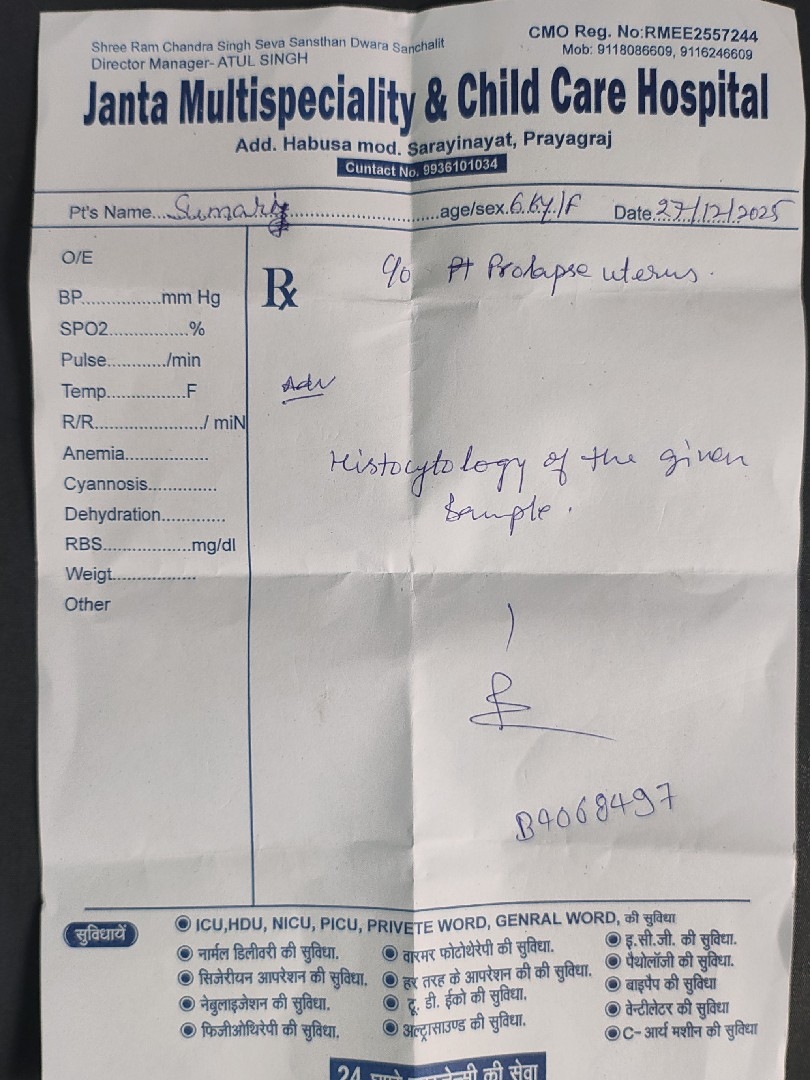 Shree Ram Chandra Singh Seva Sansthan Dwara Sanchalit
Director Manager- ATUL SINGH
CMO Reg. No:RMEE2557244
Mob: 9118086609, 9116246609
Janta Multispeciality & Child Care Hospital
Add. Habusa mod. Sarayinayat, Prayagraj
Cuntact No. 9936101034
Pt's Name... ...age/sex.66y/F Date.27/12/2025
O/E
BP................mm Hg
SPO2................%
Pulse............/min
Temp................F
R/R......................./ miN
Anemia.................
Cyannosis..............
Dehydration.............
RBS..................mg/dl
Weigt..................
Other
Rx
c/o Pt Prolapse uterus.
Adv
Histocytology of the given
Sample.
B4068497
सुविधायें
ICU,HDU, NICU, PICU, PRIVETE WORD, GENRAL WORD, की सुविधा
नार्मल डिलीवरी की सुविधा.
सिजेरीयन आपरेशन की सुविधा.
नेबुलाइजेशन की सुविधा.
फिजीओथिरेपी की सुविधा.
वारमर फोटोथेरेपी की सुविधा.
हर तरह के आपरेशन की की सुविधा.
टू. डी. ईको की सुविधा.
अल्ट्रासाउण्ड की सुविधा.
इ.सी.जी. की सुविधा.
पैथोलॉजी की सुविधा.
बाइपैप की सुविधा
वेन्टीलेटर की सुविधा
C- आर्य मशीन की सुविधा
24 की सेवा